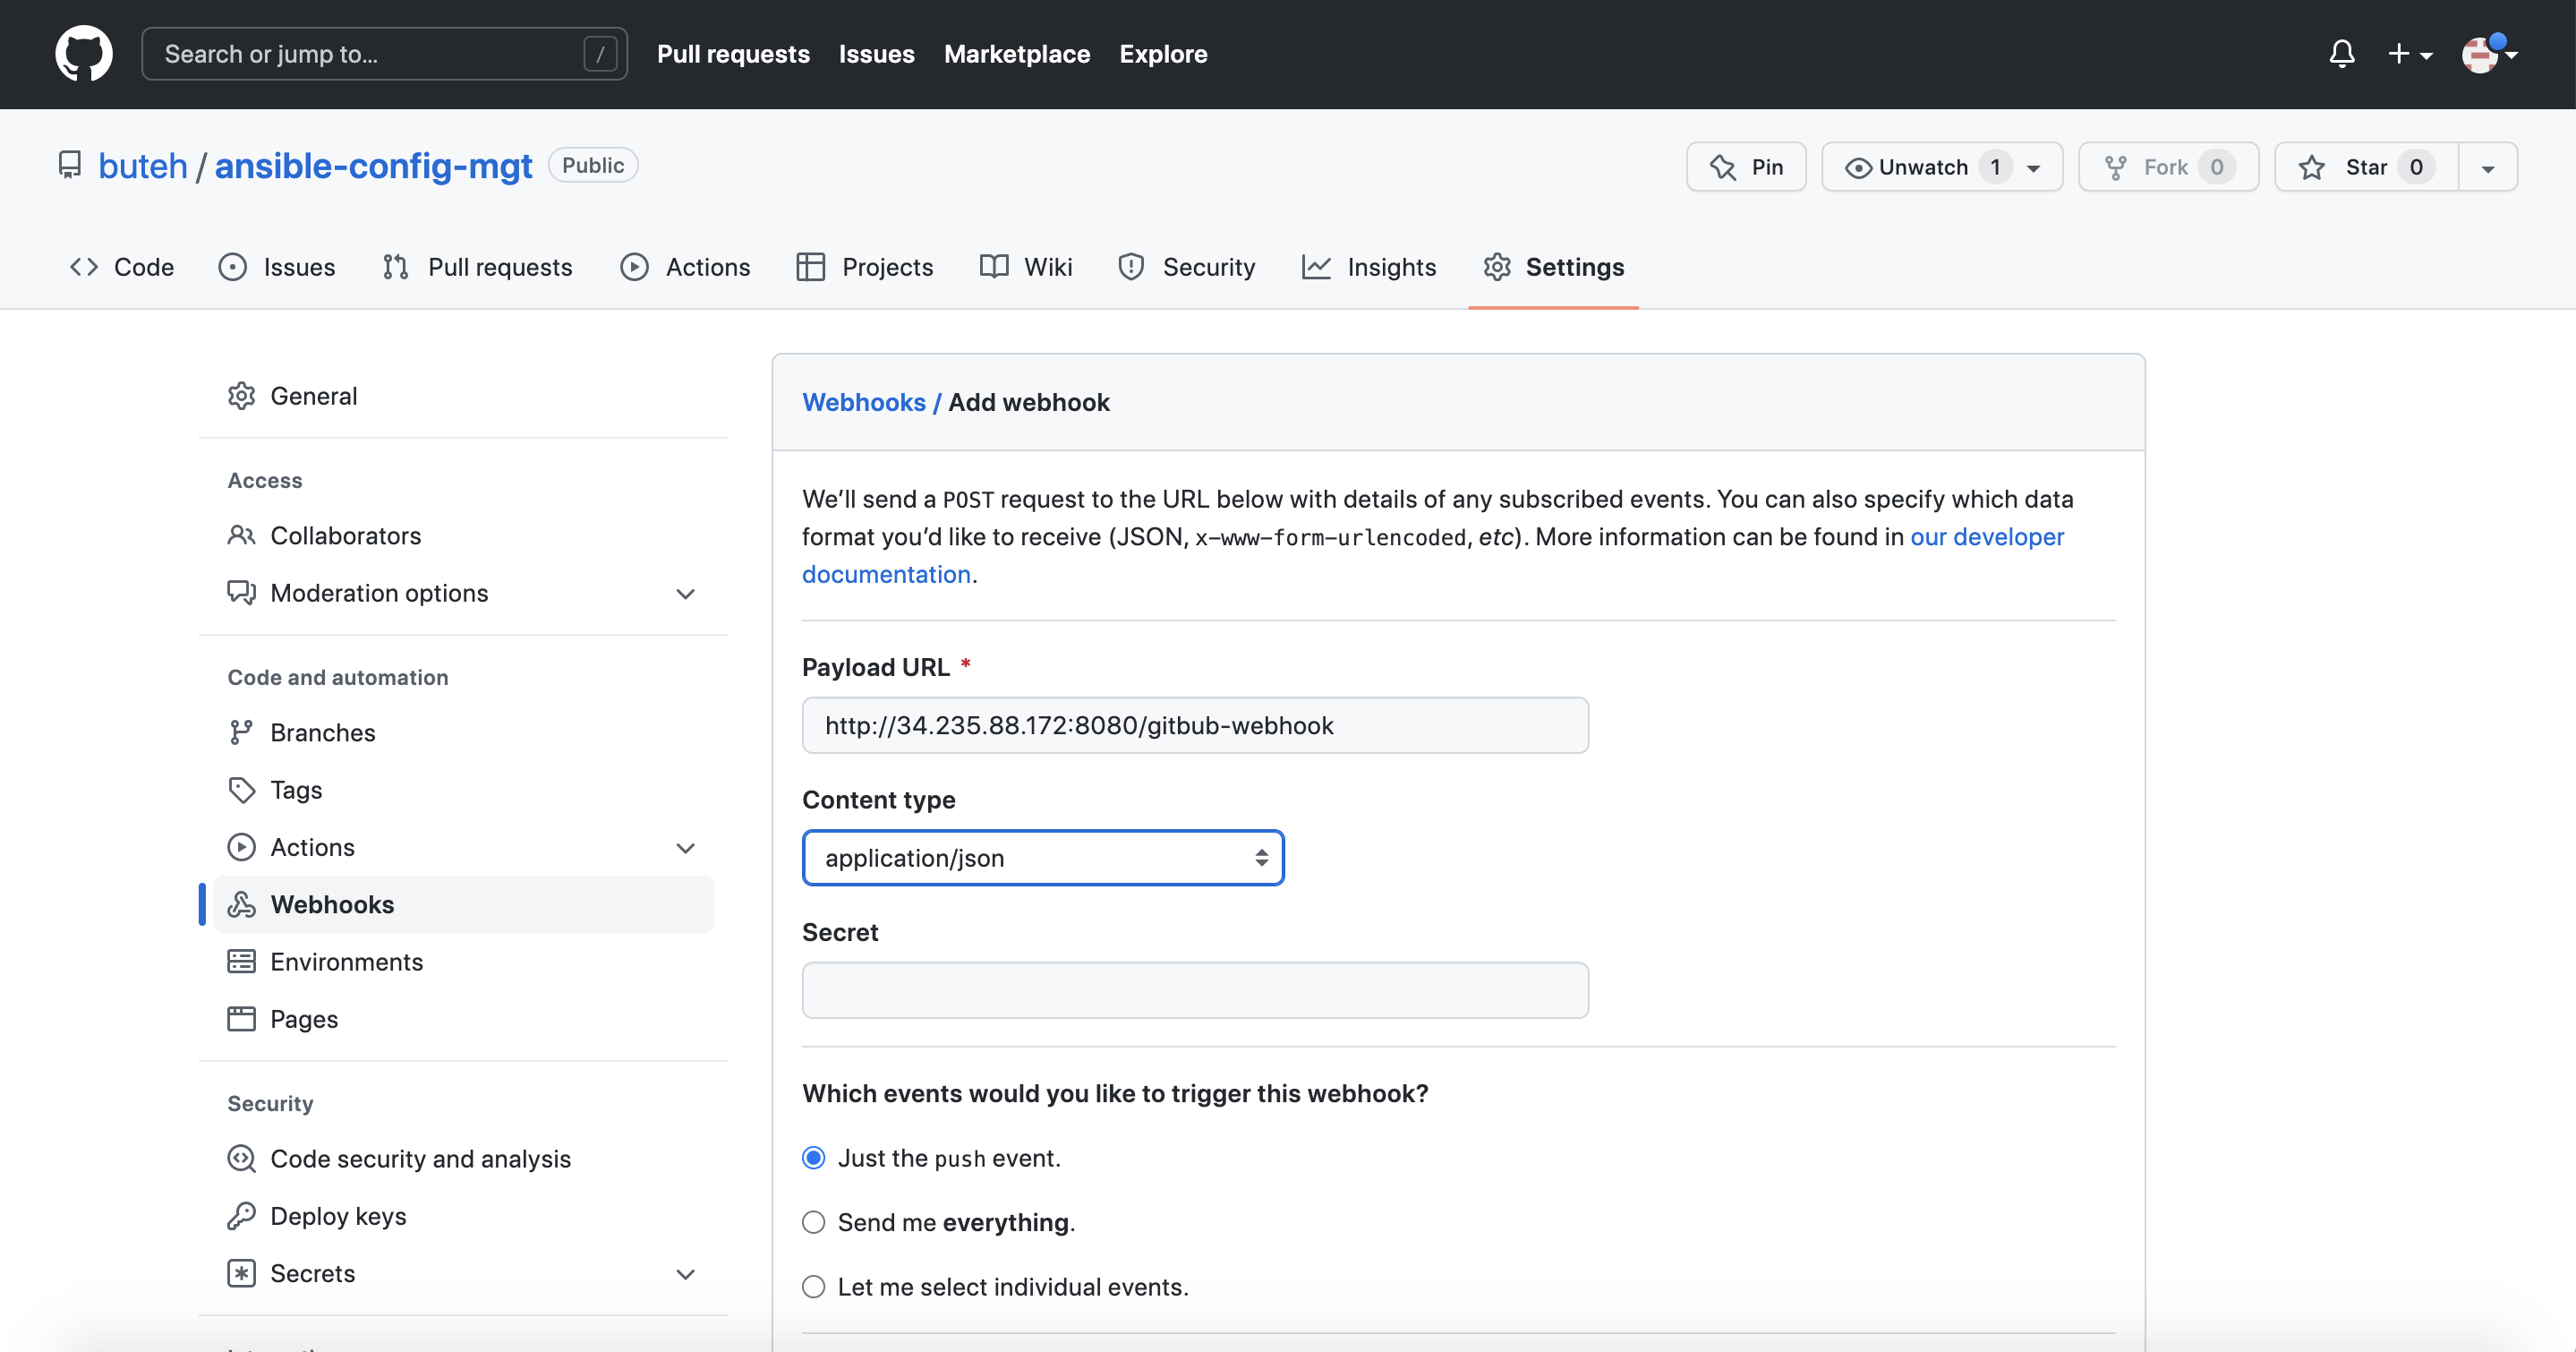 Search or jump to... /
Pull requests
Issues
Marketplace
Explore
buteh / ansible-config-mgt
Public
Pin
Unwatch 1
Fork 0
Star 0
Code
Issues
Pull requests
Actions
Projects
Wiki
Security
Insights
Settings
General
Access
Collaborators
Moderation options
Code and automation
Branches
Tags
Actions
Webhooks
Environments
Pages
Security
Code security and analysis
Deploy keys
Secrets
Webhooks / Add webhook
We’ll send a POST request to the URL below with details of any subscribed events. You can also specify which data
format you’d like to receive (JSON, x-www-form-urlencoded, etc). More information can be found in our developer
documentation.
Payload URL *
http://34.235.88.172:8080/gitbub-webhook
Content type
application/json
Secret
Which events would you like to trigger this webhook?
Just the push event.
Send me everything.
Let me select individual events.